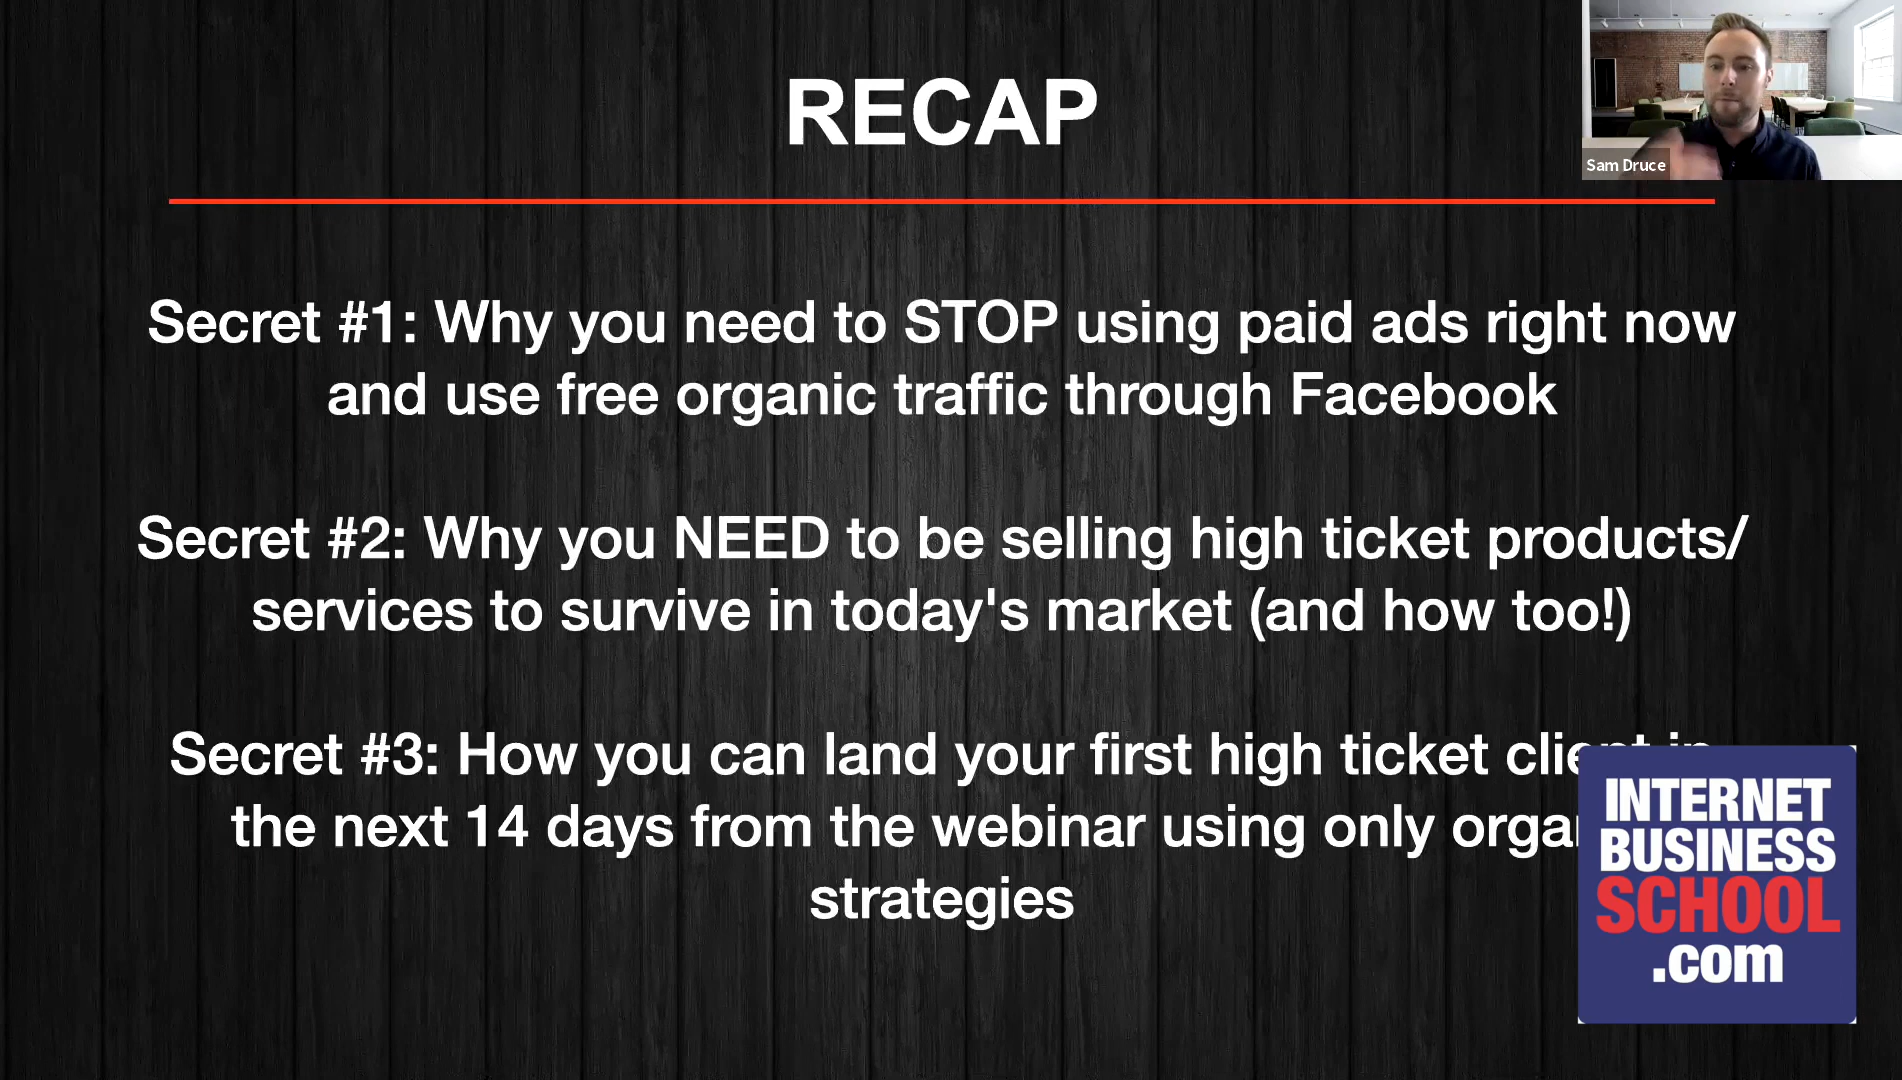 RECAP
Sam Druce
Secret #1: Why you need to STOP using paid ads right now
and use free organic traffic through Facebook
Secret #2: Why you NEED to be selling high ticket products/
services to survive in today's market (and how too!)
Secret #3: How you can land your first high ticket client in
the next 14 days from the webinar using only
strategies
INTERNET
BUSINESS
SCHOOL
.com